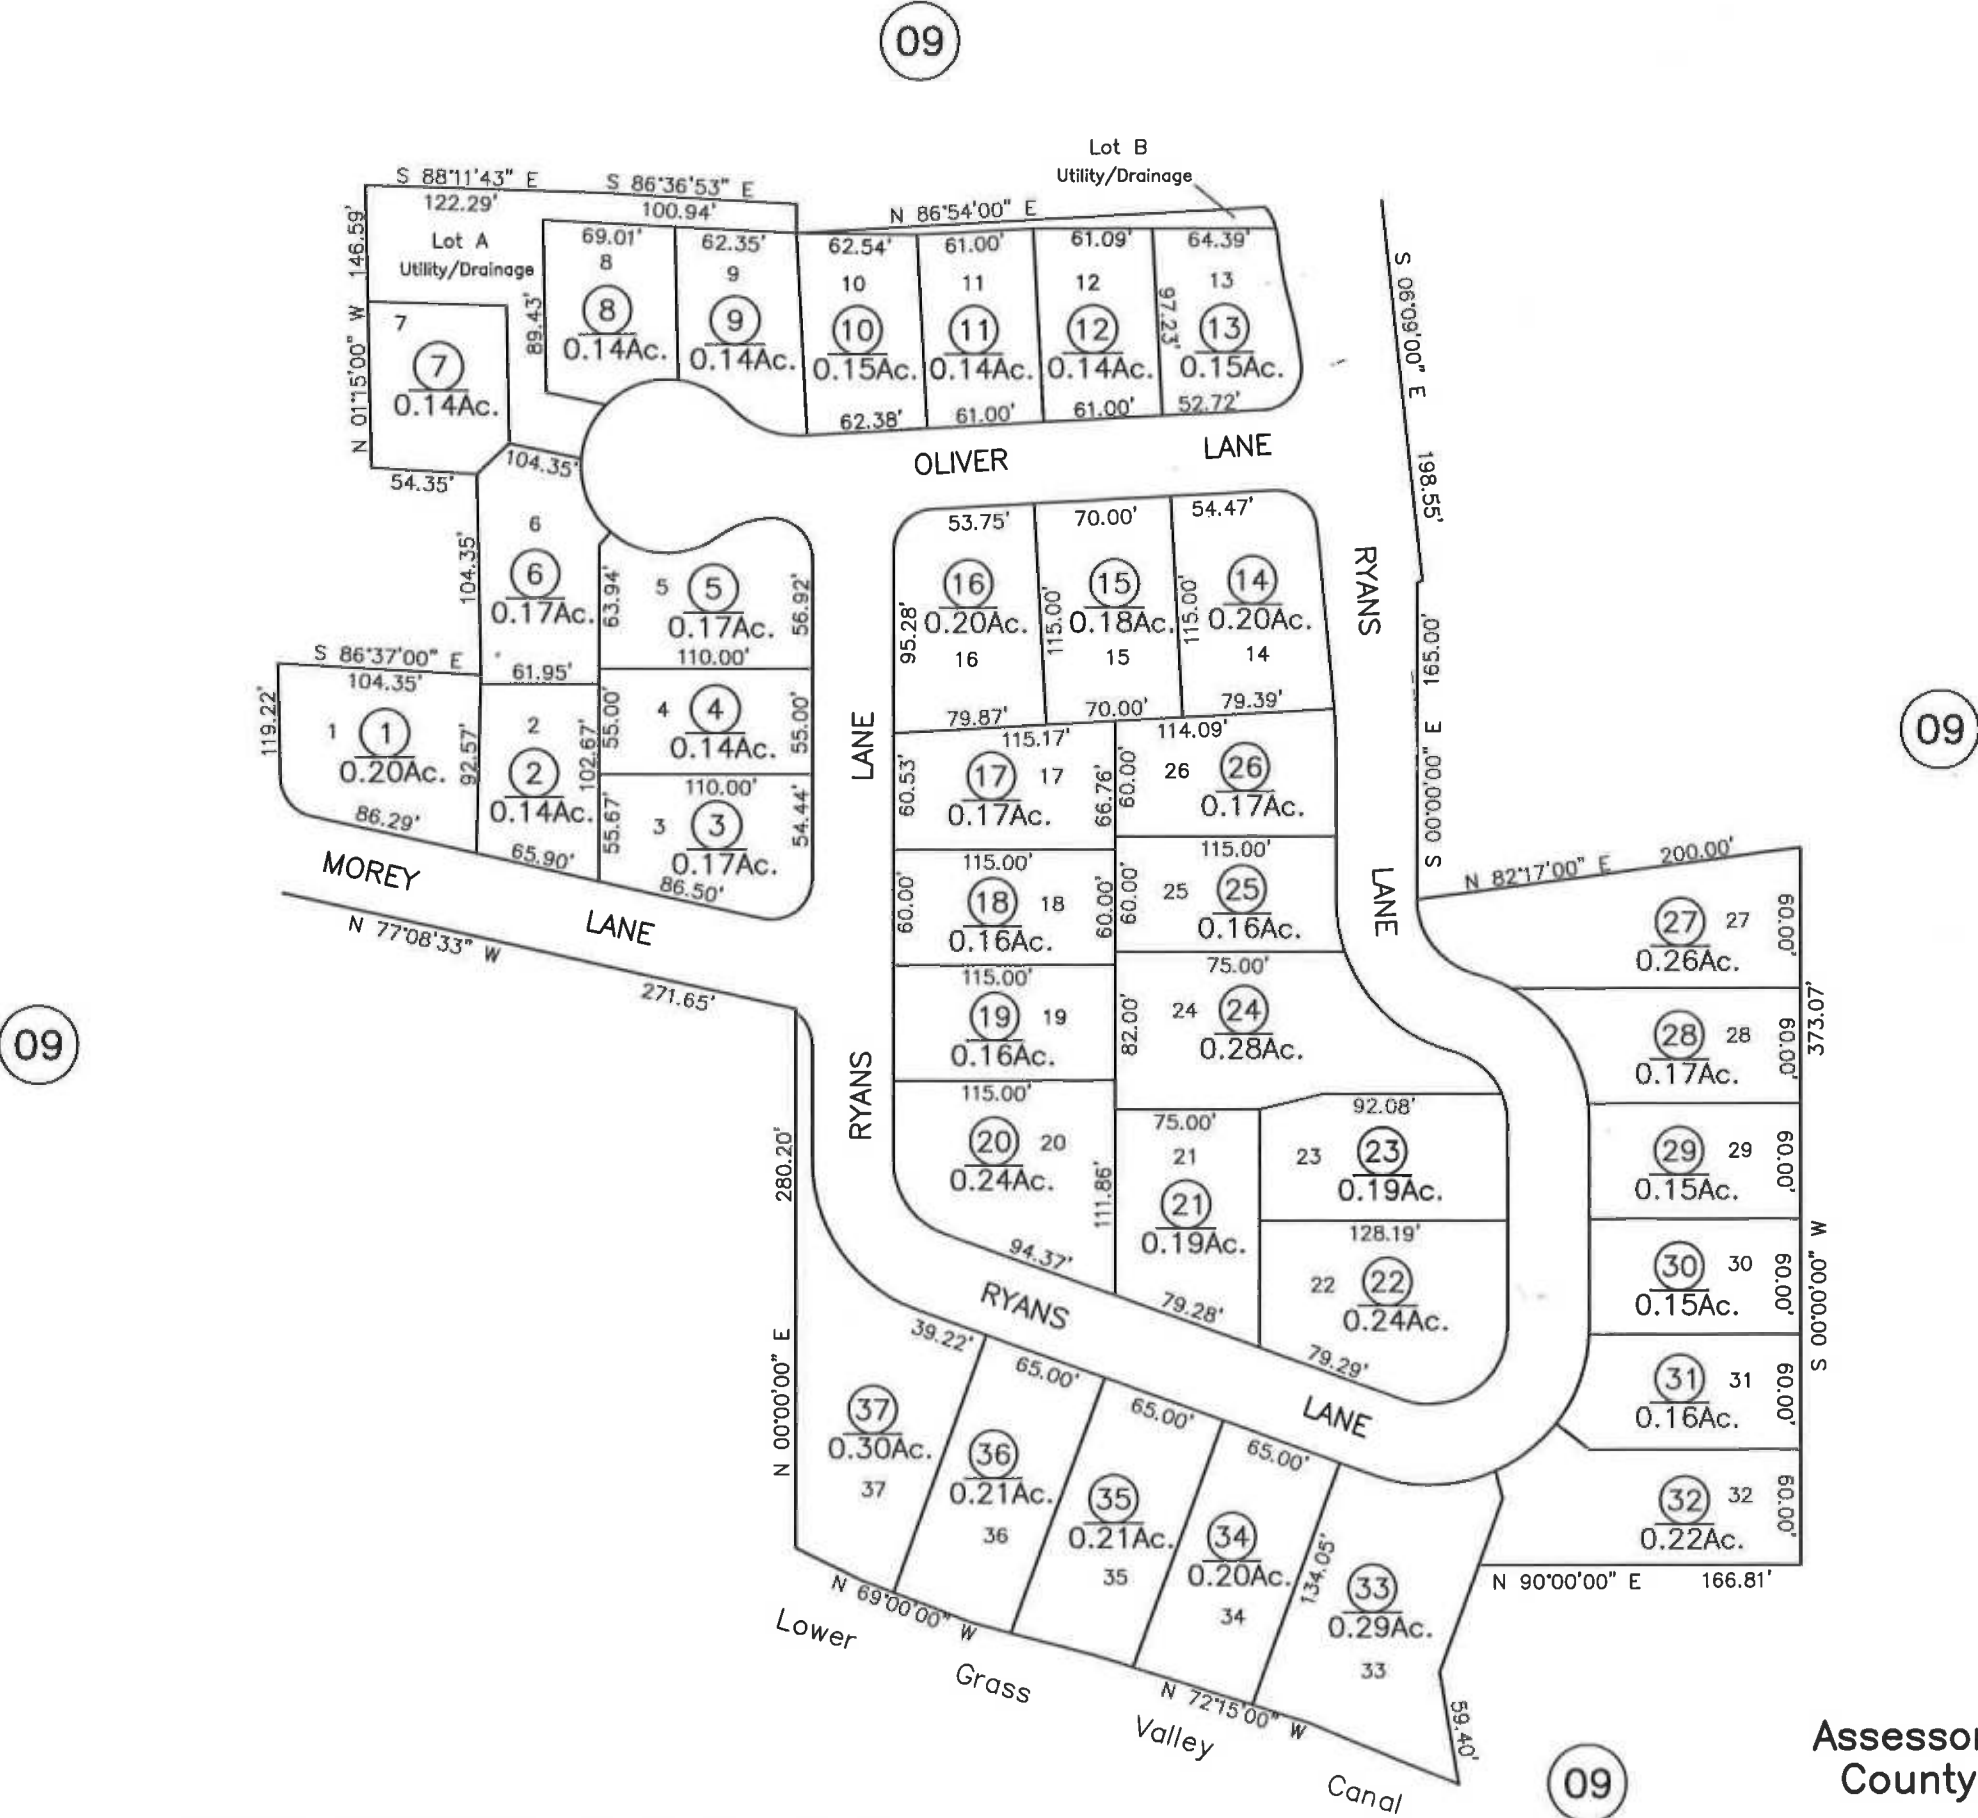 09
Lot B
Utility/Drainage
S 88°11'43" E
S 86°36'53" E
122.29'
100.94'
N 86°54'00" E
N 01°15'00" W 146.59'
Lot A
Utility/Drainage
69.01'
8
8
0.14Ac.
89.43'
62.35'
9
9
0.14Ac.
62.54'
10
10
0.15Ac.
62.38'
61.00'
11
11
0.14Ac.
61.00'
61.09'
12
12
0.14Ac.
61.00'
64.39'
13
13
0.15Ac.
97.23'
52.72'
S 06°09'00" E 198.55'
7
7
0.14Ac.
54.35'
104.35'
OLIVER LANE
6
6
0.17Ac.
104.35'
61.95'
63.94'
5
5
0.17Ac.
56.92'
110.00'
53.75'
16
0.20Ac.
16
95.28'
79.87'
70.00'
15
0.18Ac.
15
115.00'
70.00'
54.47'
14
0.20Ac.
14
115.00'
79.39'
RYANS LANE
S 00°00'00" E 165.00'
S 86°37'00" E
104.35'
119.22'
1
1
0.20Ac.
92.57'
86.29'
2
2
0.14Ac.
102.67'
65.90'
55.00'
4
4
0.14Ac.
55.00'
110.00'
55.67'
3
3
0.17Ac.
54.44'
86.50'
MOREY LANE
N 77°08'33" W 271.65'
RYANS LANE
115.17'
60.53'
17
17
0.17Ac.
66.76'
114.09'
60.00'
26
26
0.17Ac.
115.00'
60.00'
18
18
0.16Ac.
60.00'
115.00'
60.00'
25
25
0.16Ac.
115.00'
19
19
0.16Ac.
75.00'
82.00'
24
24
0.28Ac.
115.00'
20
20
0.24Ac.
111.86'
94.37'
75.00'
21
21
0.19Ac.
79.28'
92.08'
23
23
0.19Ac.
128.19'
22
22
0.24Ac.
79.29'
N 82°17'00" E 200.00'
27
27
0.26Ac.
60.00'
28
28
0.17Ac.
60.00'
29
29
0.15Ac.
60.00'
30
30
0.15Ac.
60.00'
31
31
0.16Ac.
60.00'
32
32
0.22Ac.
60.00'
S 00°00'00" W 373.07'
N 90°00'00" E 166.81'
09
09
N 00°00'00" E 280.20'
RYANS LANE
39.22'
37
0.30Ac.
37
65.00'
36
0.21Ac.
36
65.00'
35
0.21Ac.
35
65.00'
34
0.20Ac.
34
134.05'
33
0.29Ac.
33
59.40'
N 69°00'00" W
N 72°15'00" W
Lower Grass Valley Canal
09
Assessor
County